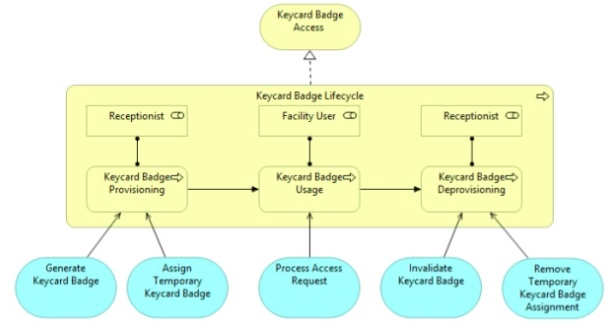 Keycard Badge
Access
Keycard Badge Lifecycle
Receptionist
Facility User
Receptionist
Keycard Badge
Provisioning
Keycard Badge
Usage
Keycard Badge
Deprovisioning
Generate
Keycard Badge
Assign
Temporary
Keycard Badge
Process Access
Request
Invalidate
Keycard Badge
Remove
Temporary
Keycard Badge
Assignment